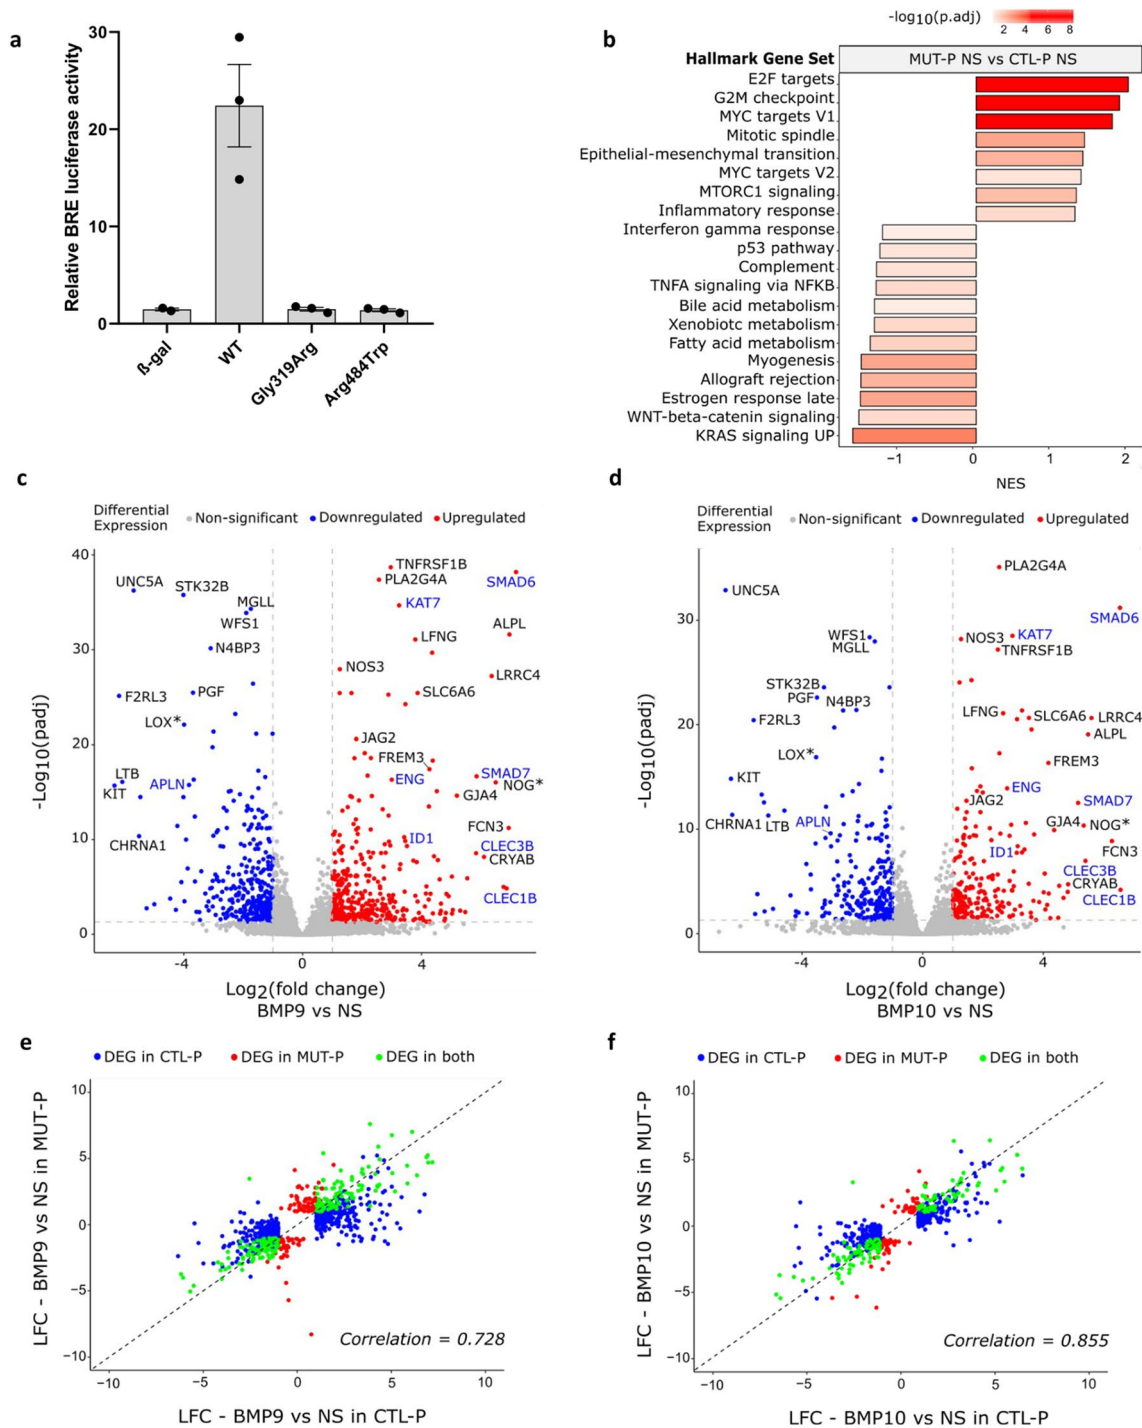 a
Relative BRE luciferase activity
30
20
10
0
ß-gal
WT
Gly319Arg
Arg484Trp
b
-log10(p.adj)
2 4 6 8
Hallmark Gene Set
MUT-P NS vs CTL-P NS
E2F targets
G2M checkpoint
MYC targets V1
Mitotic spindle
Epithelial-mesenchymal transition
MYC targets V2
MTORC1 signaling
Inflammatory response
Interferon gamma response
p53 pathway
Complement
TNFA signaling via NFKB
Bile acid metabolism
Xenobiotc metabolism
Fatty acid metabolism
Myogenesis
Allograft rejection
Estrogen response late
WNT-beta-catenin signaling
KRAS signaling UP
−1 0 1 2
NES
c
Differential
Expression
Non-significant Downregulated Upregulated
-Log10(padj)
40
30
20
10
0
UNC5A
STK32B
MGLL
WFS1
N4BP3
F2RL3
PGF
LOX*
LTB
APLN
KIT
CHRNA1
TNFRSF1B
PLA2G4A
SMAD6
KAT7
ALPL
LFNG
NOS3
LRRC4
SLC6A6
JAG2
FREM3
ENG
SMAD7
NOG*
GJA4
FCN3
ID1
CLEC3B
CRYAB
CLEC1B
-4 0 4
Log2(fold change)
BMP9 vs NS
d
Differential
Expression
Non-significant Downregulated Upregulated
30
20
10
0
UNC5A
WFS1
MGLL
STK32B
PGF
N4BP3
F2RL3
LOX*
KIT
CHRNA1
LTB
APLN
PLA2G4A
SMAD6
KAT7
NOS3
TNFRSF1B
LFNG
SLC6A6
LRRC4
ALPL
FREM3
ENG
SMAD7
JAG2
GJA4
NOG*
FCN3
ID1
CLEC3B
CRYAB
CLEC1B
-4 0 4
Log2(fold change)
BMP10 vs NS
e
DEG in CTL-P DEG in MUT-P DEG in both
LFC - BMP9 vs NS in MUT-P
10
5
0
−5
−10
Correlation = 0.728
−10 −5 0 5 10
LFC - BMP9 vs NS in CTL-P
f
DEG in CTL-P DEG in MUT-P DEG in both
LFC - BMP10 vs NS in MUT-P
10
5
0
−5
−10
Correlation = 0.855
−10 −5 0 5 10
LFC - BMP10 vs NS in CTL-P